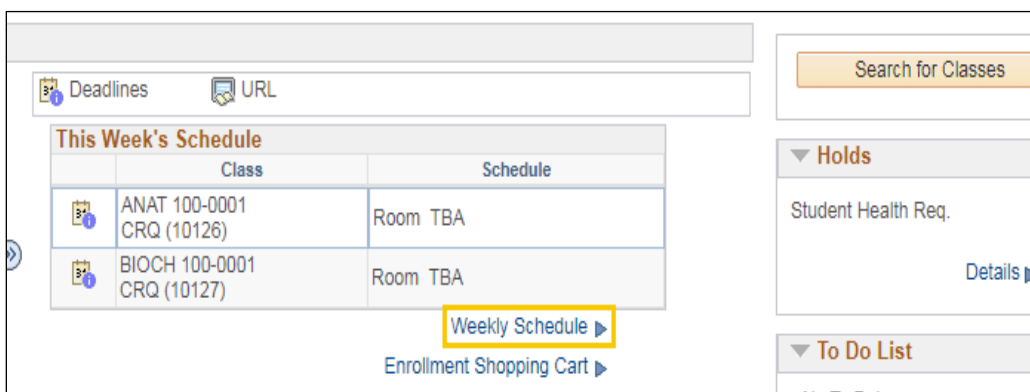 Deadlines URL
This Week's Schedule
Class Schedule
ANAT 100-0001
CRQ (10126)
Room TBA
BIOCH 100-0001
CRQ (10127)
Room TBA
Weekly Schedule
Enrollment Shopping Cart
Search for Classes
Holds
Student Health Req.
Details
To Do List